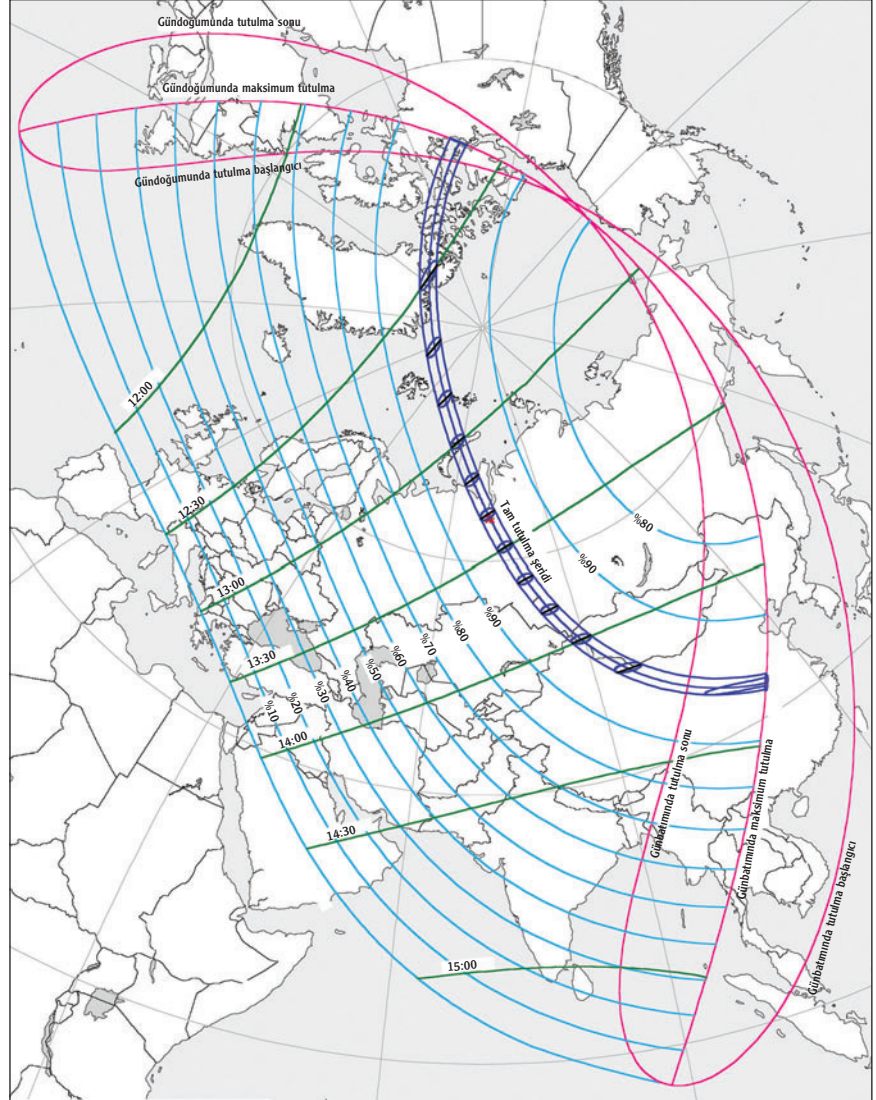 Gündoğumunda tutulma sonu
Gündoğumunda maksimum tutulma
Gündoğumunda tutulma başlangıcı
12:00
12:30
Tam tutulma şeridi
%80
%90
13:00
%90
%80
%70
%60
%50
%40
%30
%20
%10
13:30
14:00
14:30
15:00
Günbatımında tutulma sonu
Günbatımında maksimum tutulma
Günbatımında tutulma başlangıcı